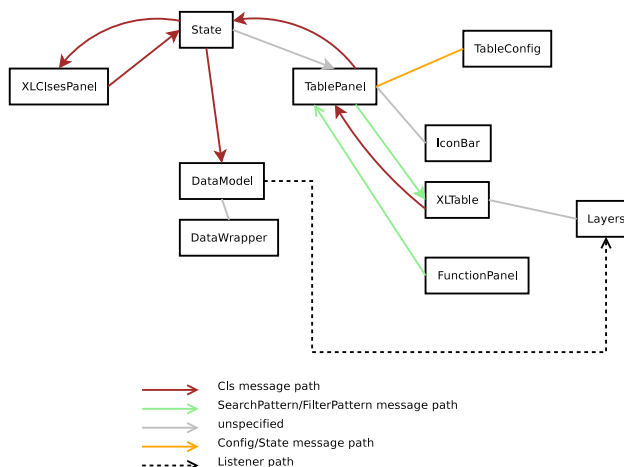 State
TableConfig
XLClsesPanel
TablePanel
IconBar
DataModel
XLTable
Layers
DataWrapper
FunctionPanel
Cls message path
SearchPattern/FilterPattern message path
unspecified
Config/State message path
Listener path